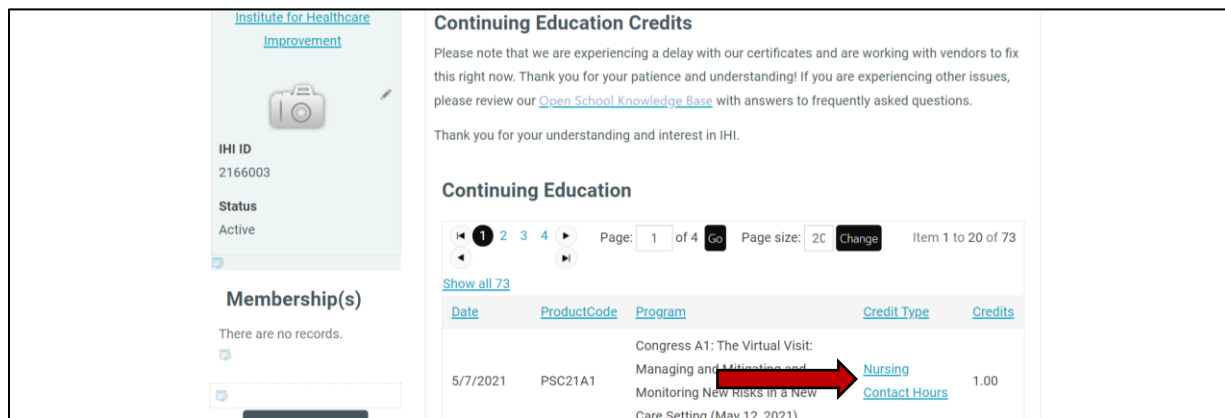 Institute for Healthcare
Improvement
IHI ID
2166003
Status
Active
Membership(s)
There are no records.
Continuing Education Credits
Please note that we are experiencing a delay with our certificates and are working with vendors to fix
this right now. Thank you for your patience and understanding! If you are experiencing other issues,
please review our Open School Knowledge Base with answers to frequently asked questions.
Thank you for your understanding and interest in IHI.
Continuing Education
1 2 3 4 Page: 1 of 4 Go Page size: 20 Change Item 1 to 20 of 73
Show all 73
Date ProductCode Program Credit Type Credits
Congress A1: The Virtual Visit:
Managing and Mitigating and Nursing
5/7/2021 PSC21A1 1.00
Monitoring New Risks in a New Contact Hours
Care Setting (May 12, 2021)